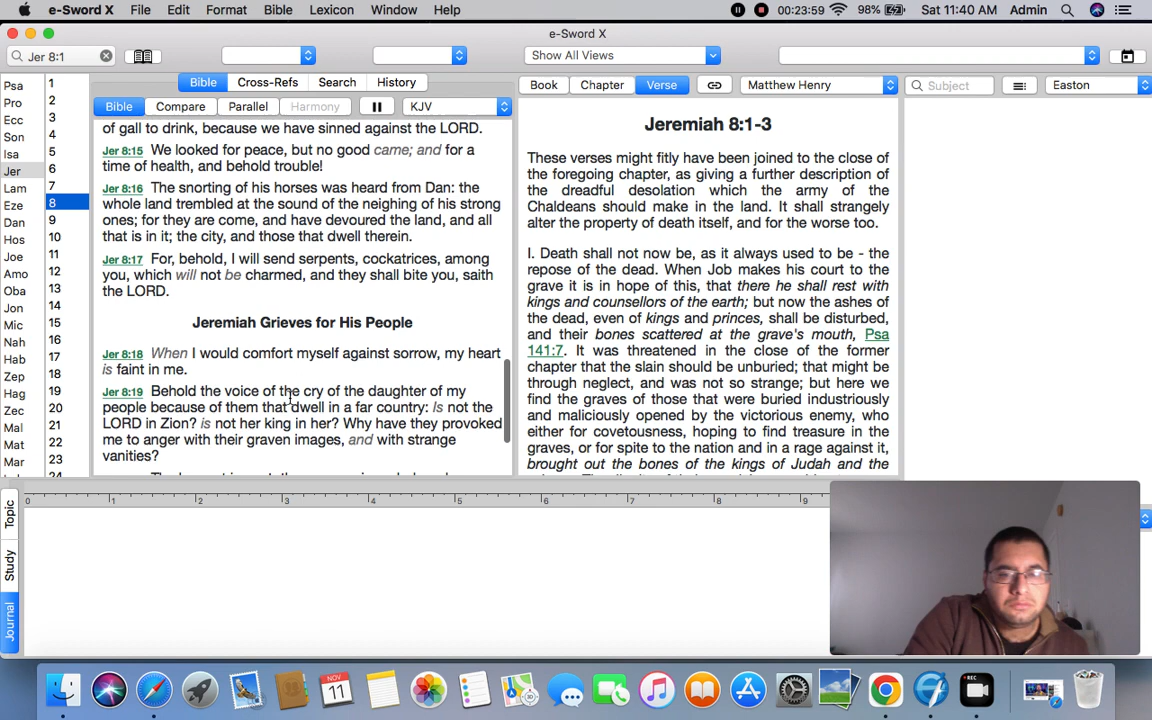 e-Sword X File Edit Format Bible Lexicon Window Help 00:23:59 98% Sat 11:40 AM Admin
e-Sword X
Jer 8:1
Show All Views
Bible Cross-Refs Search History
Book Chapter Verse Matthew Henry Subject Easton
Bible Compare Parallel Harmony KJV
Psa
Pro
Ecc
Son
Isa
Jer
Lam
Eze
Dan
Hos
Joe
Amo
Oba
Jon
Mic
Nah
Hab
Zep
Hag
Zec
Mal
Mat
Mar
1
2
3
4
5
6
7
8
9
10
11
12
13
14
15
16
17
18
19
20
21
22
23
24
of gall to drink, because we have sinned against the LORD.
Jer 8:15 We looked for peace, but no good came; and for a
time of health, and behold trouble!
Jer 8:16 The snorting of his horses was heard from Dan: the
whole land trembled at the sound of the neighing of his strong
ones; for they are come, and have devoured the land, and all
that is in it; the city, and those that dwell therein.
Jer 8:17 For, behold, I will send serpents, cockatrices, among
you, which will not be charmed, and they shall bite you, saith
the LORD.
Jeremiah Grieves for His People
Jer 8:18 When I would comfort myself against sorrow, my heart
is faint in me.
Jer 8:19 Behold the voice of the cry of the daughter of my
people because of them that dwell in a far country: Is not the
LORD in Zion? is not her king in her? Why have they provoked
me to anger with their graven images, and with strange
vanities?
Jeremiah 8:1-3
These verses might fitly have been joined to the close of
the foregoing chapter, as giving a further description of
the dreadful desolation which the army of the
Chaldeans should make in the land. It shall strangely
alter the property of death itself, and for the worse too.
I. Death shall not now be, as it always used to be - the
repose of the dead. When Job makes his court to the
grave it is in hope of this, that there he shall rest with
kings and counsellors of the earth; but now the ashes of
the dead, even of kings and princes, shall be disturbed,
and their bones scattered at the grave's mouth, Psa
141:7. It was threatened in the close of the former
chapter that the slain should be unburied; that might be
through neglect, and was not so strange; but here we
find the graves of those that were buried industriously
and maliciously opened by the victorious enemy, who
either for covetousness, hoping to find treasure in the
graves, or for spite to the nation and in a rage against it,
brought out the bones of the kings of Judah and the
0 1 2 3 4 5 6 7 8 9
Topic
Study
Journal
NOV
11
REC